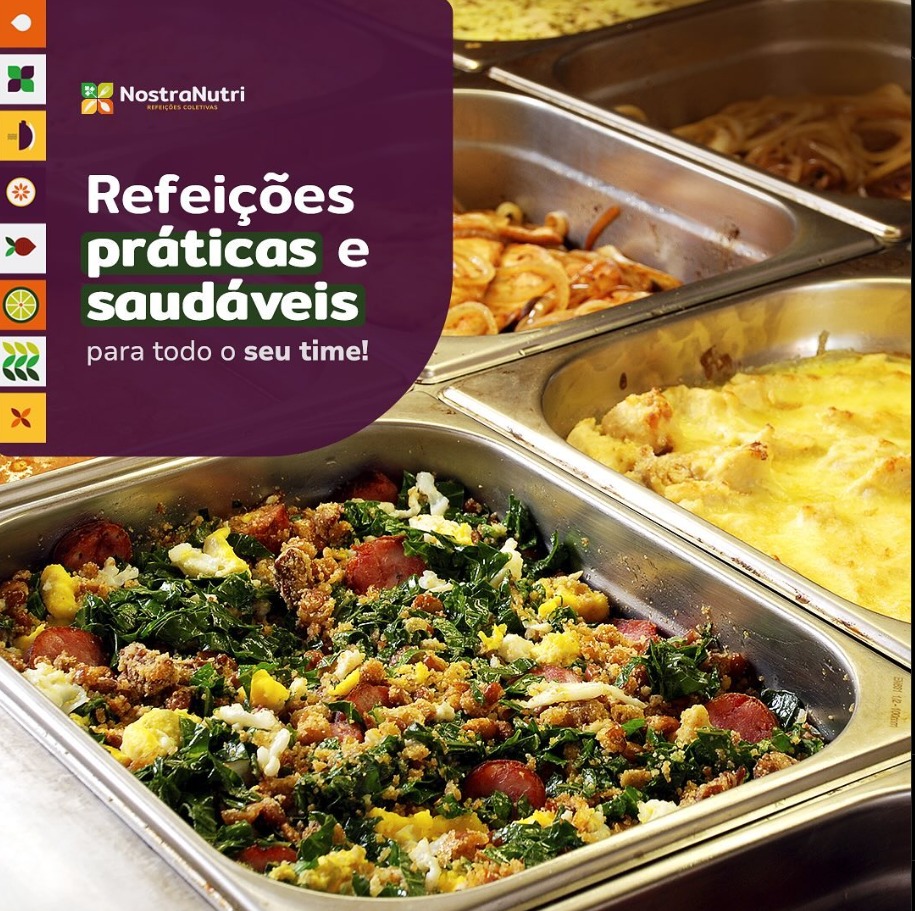 NostraNutri
REFEIÇÕES COLETIVAS
Refeições
práticas e
saudáveis
para todo o seu time!